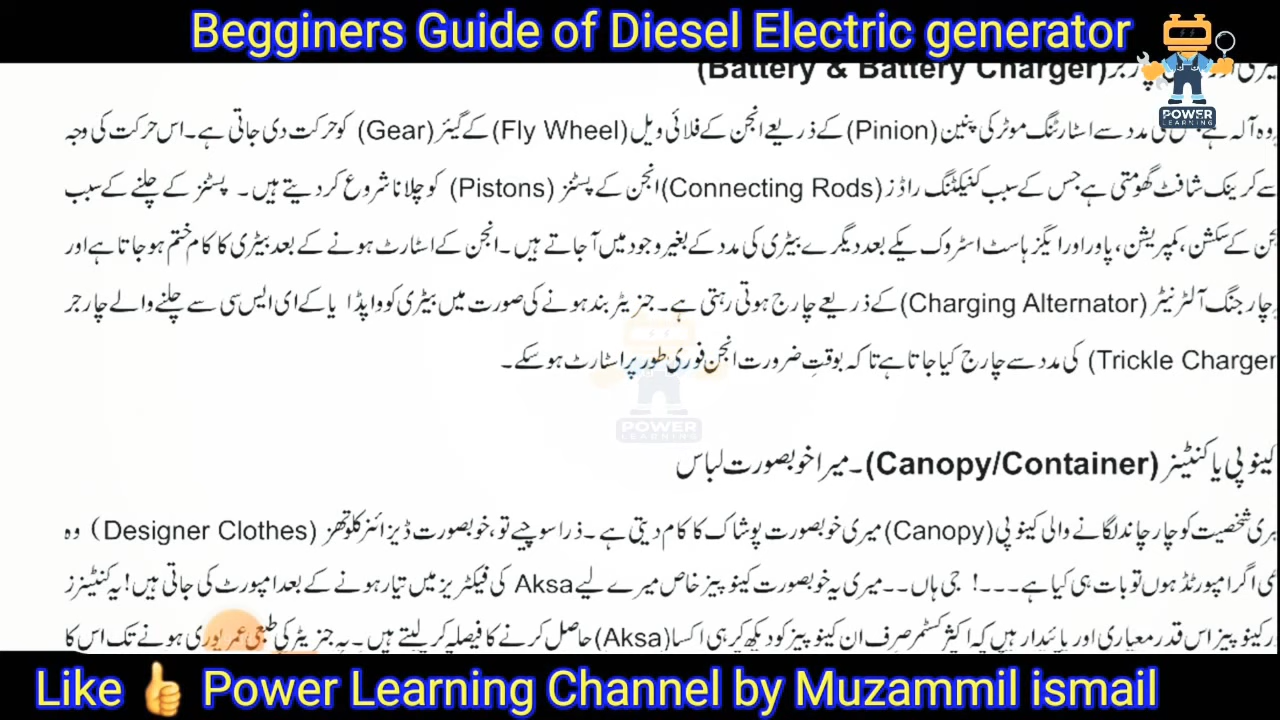 Begginers Guide of Diesel Electric generator
POWER
LEARNING
(Battery & Battery Charger)
وہ آلہ ہے جس کی مدد سے اسٹارٹنگ موٹر کی پنین (Pinion) کے ذریعے انجن کے فلائی ویل (Fly Wheel) کے گیئر (Gear) کو حرکت دی جاتی ہے۔ اس حرکت کی وجہ
سے کرینک شافٹ گھومتی ہے جس کے سبب کنیکٹنگ راڈز (Connecting Rods) انجن کے پسٹنز (Pistons) کو چلانا شروع کر دیتے ہیں۔ پسٹنز کے چلنے کے سبب
کے سکشن، کمپریشن، پاور اور ایگزہاسٹ اسٹروک یکے بعد دیگرے بیٹری کی مدد کے بغیر وجود میں آجاتے ہیں۔ انجن کے اسٹارٹ ہونے کے بعد بیٹری کا کام ختم ہو جاتا ہے اور
چارجنگ آلٹرنیٹر (Charging Alternator) کے ذریعے چارج ہوتی رہتی ہے۔ جنریٹر بند ہونے کی صورت میں بیٹری کو واپڈا یا کے ای ایس سی سے چلنے والے چارجر
Trickle Charger) کی مدد سے چارج کیا جاتا ہے تاکہ بوقتِ ضرورت انجن فوری طور پر اسٹارٹ ہو سکے۔
POWER
LEARNING
کینوپی یا کنٹینر (Canopy/Container)۔ میرا خوبصورت لباس
شخصیت کو چار چاند لگانے والی کینوپی (Canopy) میری خوبصورت پوشاک کا کام دیتی ہے۔ ذرا سوچیے تو، خوبصورت ڈیزائنر کلوتھز (Designer Clothes) وہ
اگر امپورٹڈ ہوں تو بات ہی کیا ہے۔۔۔! جی ہاں۔۔ میری یہ خوبصورت کینوپیز خاص میرے لیے Aksa کی فیکٹریز میں تیار ہونے کے بعد امپورٹ کی جاتی ہیں! یہ کنٹینرز
کینوپیز اس قدر معیاری اور پائیدار ہیں کہ اکثر کسٹمر صرف ان کینوپیز کو دیکھ کر ہی اکسا (Aksa) حاصل کرنے کا فیصلہ کر لیتے ہیں۔ یہ جنریٹر کی طبعی عمر پوری ہونے تک اس کا
Like 👍 Power Learning Channel by Muzammil ismail